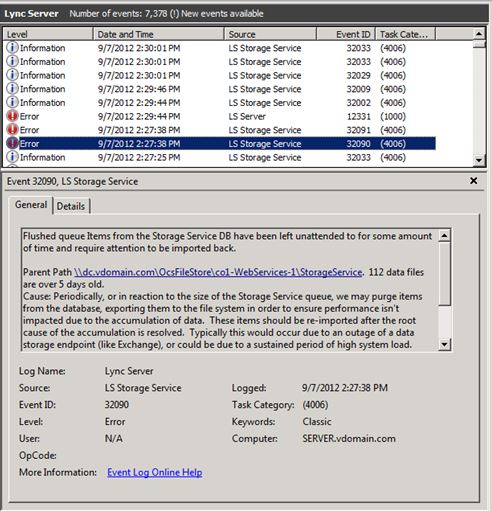 Lync Server Number of events: 7,378 (!) New events available
Level Date and Time Source Event ID Task Cate...
Information 9/7/2012 2:30:01 PM LS Storage Service 32033 (4006)
Information 9/7/2012 2:30:01 PM LS Storage Service 32033 (4006)
Information 9/7/2012 2:30:01 PM LS Storage Service 32029 (4006)
Information 9/7/2012 2:29:46 PM LS Storage Service 32009 (4006)
Information 9/7/2012 2:29:44 PM LS Storage Service 32002 (4006)
Error 9/7/2012 2:29:44 PM LS Server 12331 (1000)
Error 9/7/2012 2:27:38 PM LS Storage Service 32091 (4006)
Error 9/7/2012 2:27:38 PM LS Storage Service 32090 (4006)
Information 9/7/2012 2:27:25 PM LS Storage Service 32033 (4006)
Event 32090, LS Storage Service
General Details
Flushed queue Items from the Storage Service DB have been left unattended to for some amount
of time and require attention to be imported back.
Parent Path \\dc.vdomain.com\OcsFileStore\co1-WebServices-1\StorageService. 112 data files
are over 5 days old.
Cause: Periodically, or in reaction to the size of the Storage Service queue, we may purge items
from the database, exporting them to the file system in order to ensure performance isn't
impacted due to the accumulation of data. These items should be re-imported after the root
cause of the accumulation is resolved. Typically this would occur due to an outage of a data
storage endpoint (like Exchange), or could be due to a sustained period of high system load.
Log Name: Lync Server
Source: LS Storage Service Logged: 9/7/2012 2:27:38 PM
Event ID: 32090 Task Category: (4006)
Level: Error Keywords: Classic
User: N/A Computer: SERVER.vdomain.com
OpCode:
More Information: Event Log Online Help